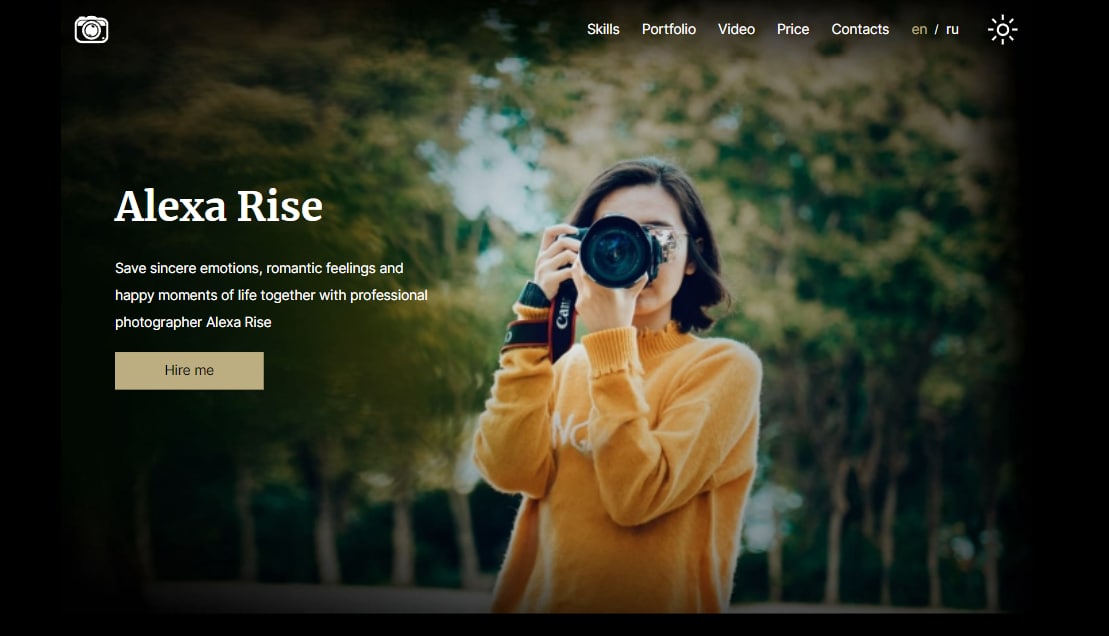 Skills Portfolio Video Price Contacts en / ru
Alexa Rise
Save sincere emotions, romantic feelings and
happy moments of life together with professional
photographer Alexa Rise
Hire me
Can